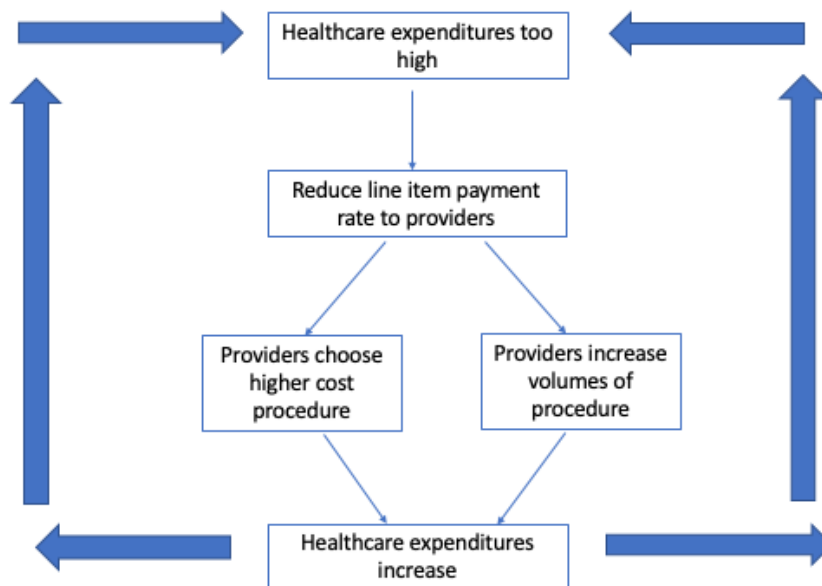 Healthcare expenditures too
high
Reduce line item payment
rate to providers
Providers choose
higher cost
procedure
Providers increase
volumes of
procedure
Healthcare expenditures
increase